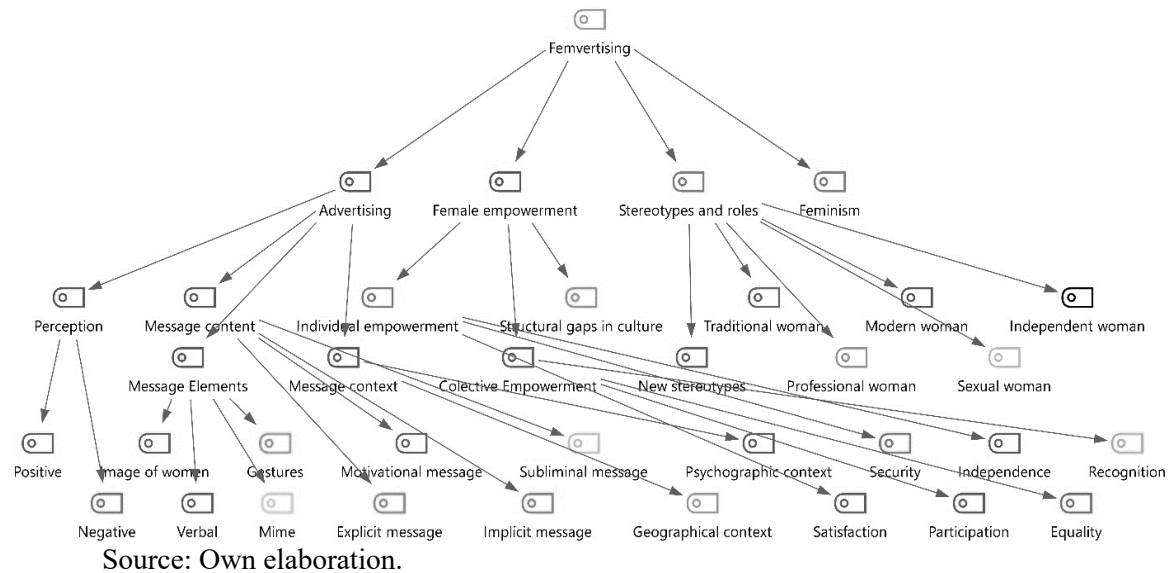 Femvertising
Advertising
Female empowerment
Stereotypes and roles
Feminism
Perception
Message content
Individual empowerment
Structural gaps in culture
Traditional woman
Modern woman
Independent woman
Message Elements
Message context
Colective Empowerment
New stereotypes
Professional woman
Sexual woman
Positive
Image of women
Gestures
Motivational message
Subliminal message
Psychographic context
Security
Independence
Recognition
Negative
Verbal
Mime
Explicit message
Implicit message
Geographical context
Satisfaction
Participation
Equality
Source: Own elaboration.